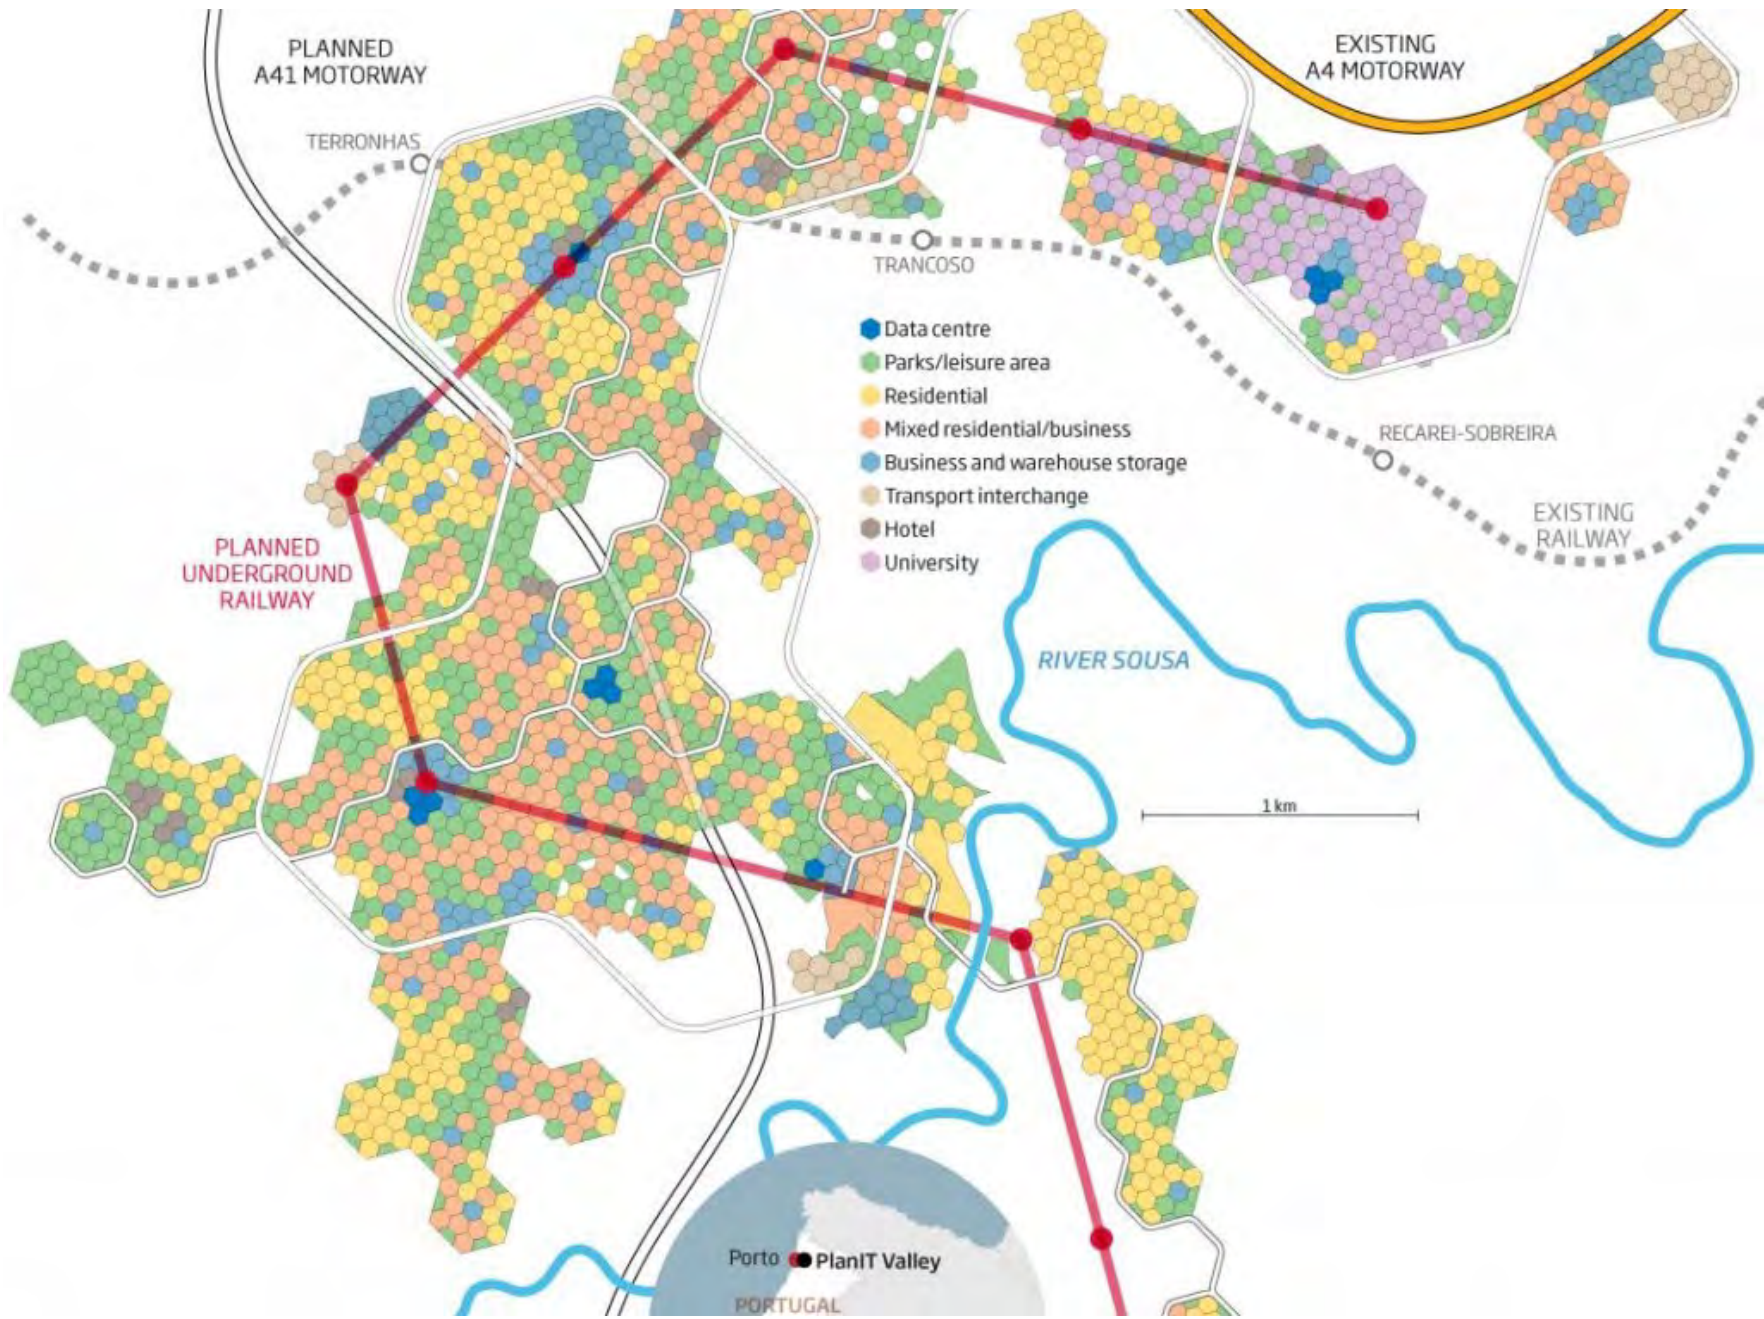 PLANNED
A41 MOTORWAY
EXISTING
A4 MOTORWAY
TERRONHAS
TRANCOSO
Data centre
Parks/leisure area
Residential
Mixed residential/business
Business and warehouse storage
Transport interchange
Hotel
University
RECAREI-SOBREIRA
EXISTING
RAILWAY
PLANNED
UNDERGROUND
RAILWAY
RIVER SOUSA
1 km
Porto
PlanIT Valley
PORTUGAL